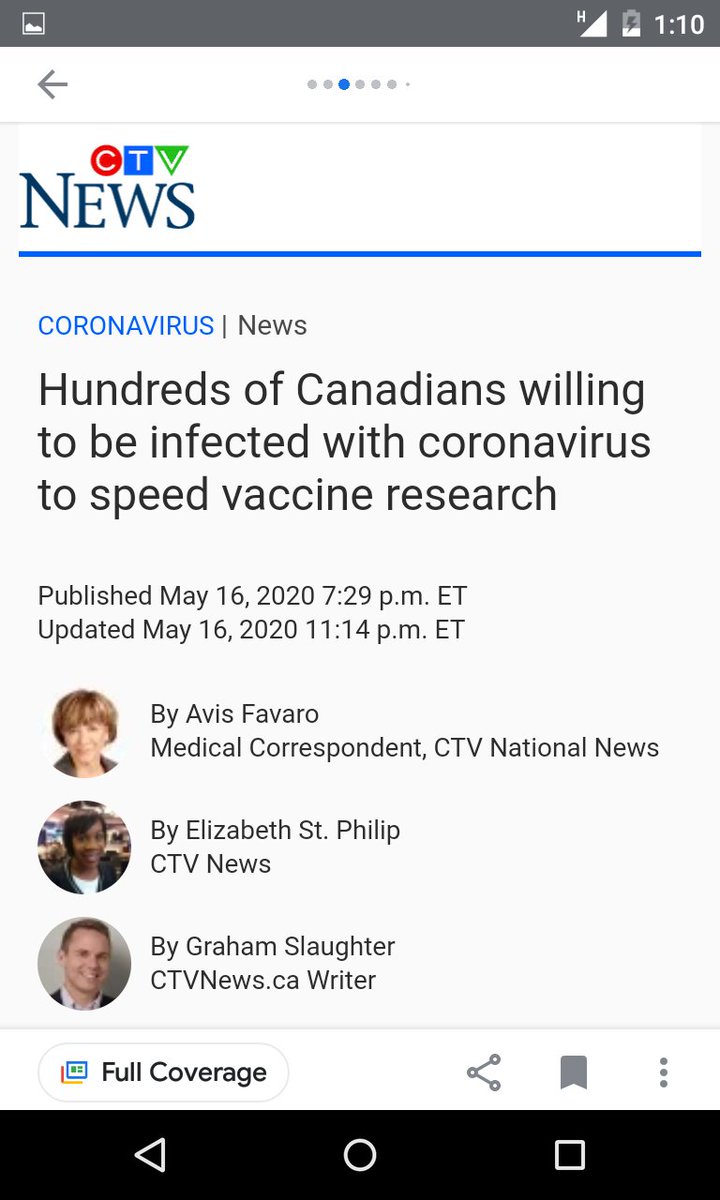 H 1:10
CTV
NEWS
CORONAVIRUS | News
Hundreds of Canadians willing
to be infected with coronavirus
to speed vaccine research
Published May 16, 2020 7:29 p.m. ET
Updated May 16, 2020 11:14 p.m. ET
By Avis Favaro
Medical Correspondent, CTV National News
By Elizabeth St. Philip
CTV News
By Graham Slaughter
CTVNews.ca Writer
Full Coverage